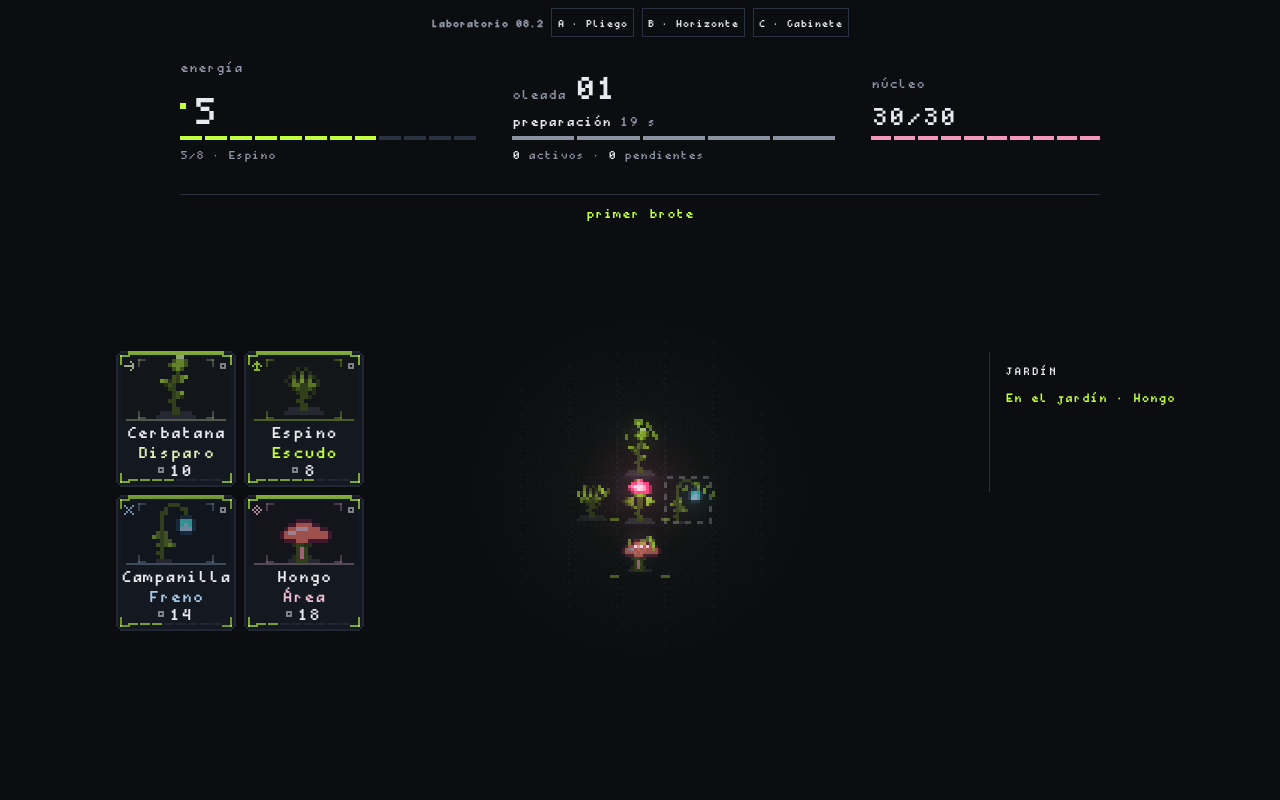 Laboratorio 08.2 A · Pliego B · Horizonte C · Gabinete
energía
5
5/8 · Espino
oleada 01
preparación 19 s
0 activos · 0 pendientes
núcleo
30/30
primer brote
Cerbatana
Disparo
10
Espino
Escudo
8
Campanilla
Freno
14
Hongo
Área
18
JARDÍN
En el jardín · Hongo